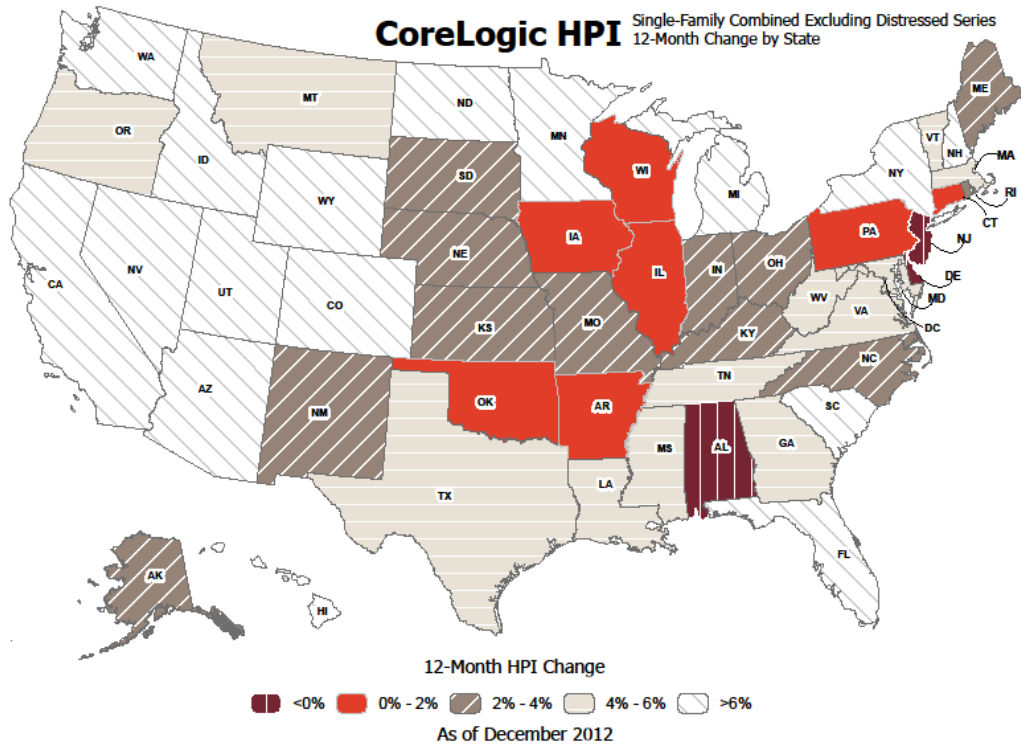 CoreLogic HPI
Single-Family Combined Excluding Distressed Series
12-Month Change by State
WA
MT
ND
MN
ME
OR
ID
SD
WI
MI
VT
NH
MA
NY
RI
CT
WY
IA
PA
NJ
NE
IL
IN
OH
DE
MD
DC
NV
UT
CO
CA
KS
MO
WV
VA
KY
NC
AZ
NM
OK
AR
TN
SC
MS
AL
GA
TX
LA
FL
AK
HI
12-Month HPI Change
<0% 0% - 2% 2% - 4% 4% - 6% >6%
As of December 2012